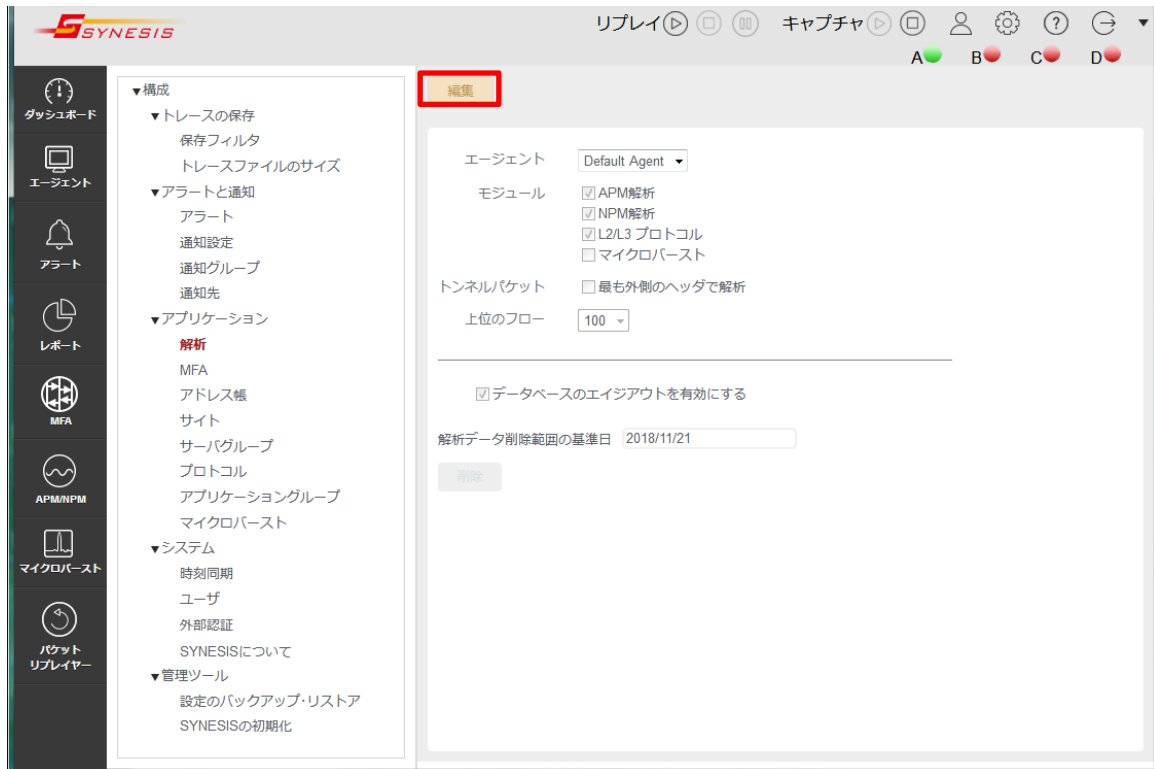 SYNESIS
リプレイ
キャプチャ
?
A
B
C
D
ダッシュボード
エージェント
アラート
レポート
MFA
APM/NPM
マイクロバースト
パケット
リプレイヤー
▼構成
▼トレースの保存
保存フィルタ
トレースファイルのサイズ
▼アラートと通知
アラート
通知設定
通知グループ
通知先
▼アプリケーション
解析
MFA
アドレス帳
サイト
サーバグループ
プロトコル
アプリケーショングループ
マイクロバースト
▼システム
時刻同期
ユーザ
外部認証
SYNESISについて
▼管理ツール
設定のバックアップ・リストア
SYNESISの初期化
編集
エージェント Default Agent
モジュール APM解析
NPM解析
L2/L3 プロトコル
マイクロバースト
トンネルパケット 最も外側のヘッダで解析
上位のフロー 100
データベースのエイジアウトを有効にする
解析データ削除範囲の基準日 2018/11/21
削除